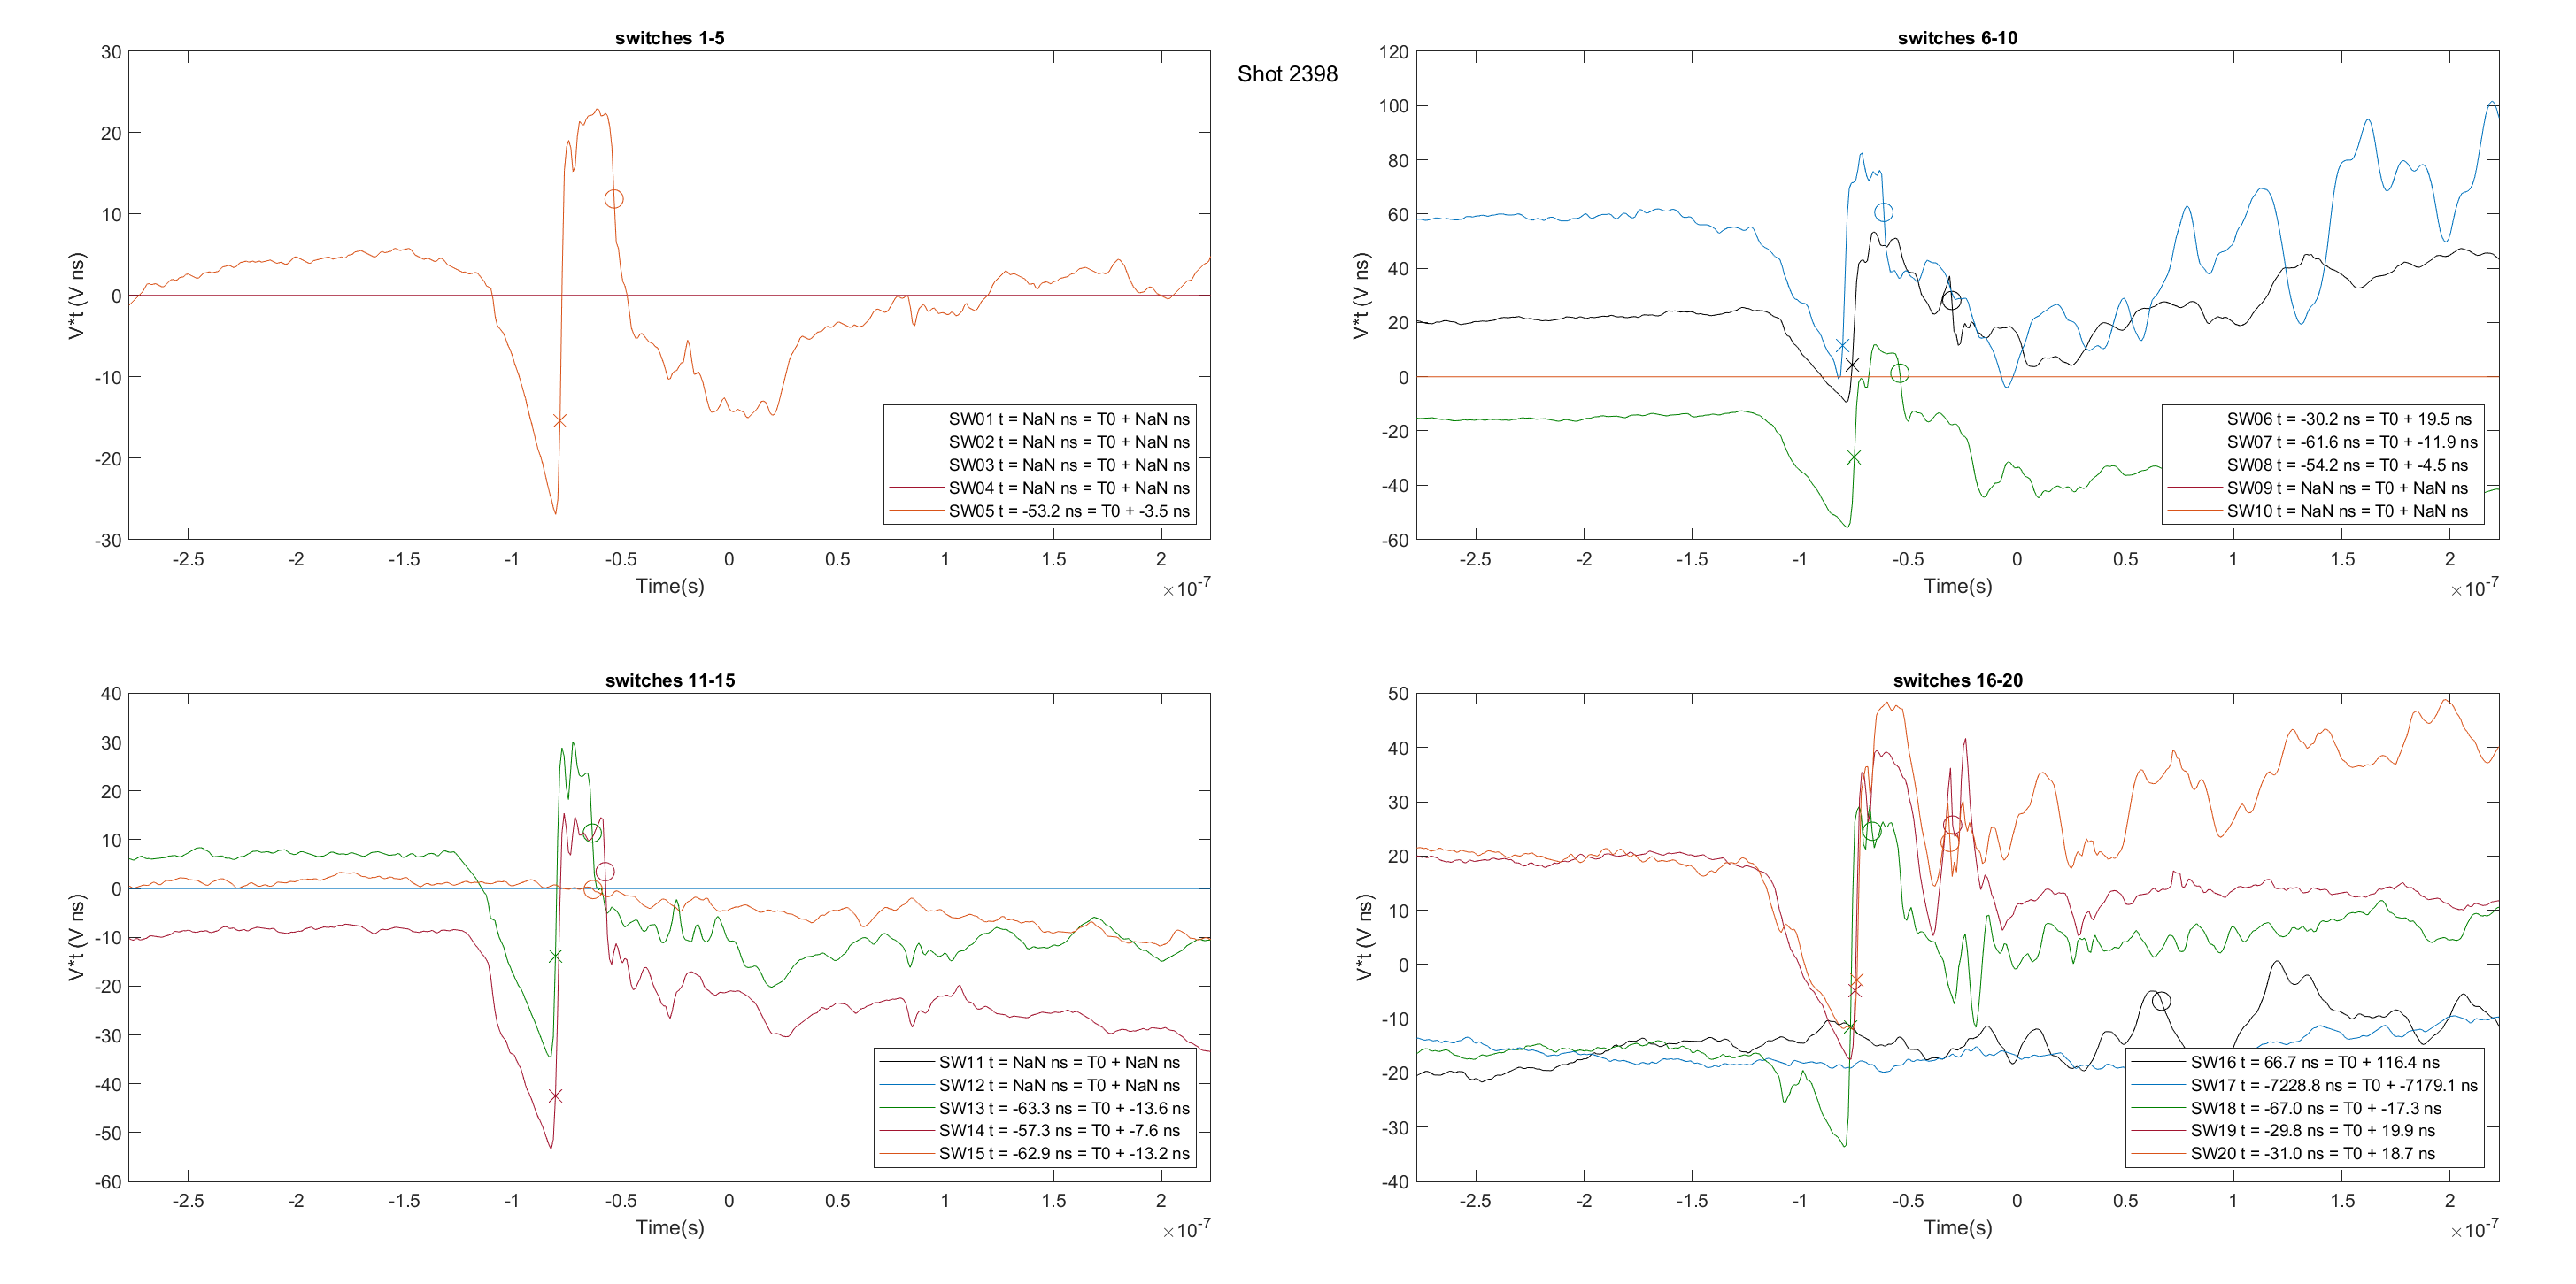 switches 1-5
30
20
10
0
-10
-20
-30
V*t (V ns)
-2.5 -2 -1.5 -1 -0.5 0 0.5 1 1.5 2
Time(s)
×10-7
SW01 t = NaN ns = T0 + NaN ns
SW02 t = NaN ns = T0 + NaN ns
SW03 t = NaN ns = T0 + NaN ns
SW04 t = NaN ns = T0 + NaN ns
SW05 t = -53.2 ns = T0 + -3.5 ns
Shot 2398
switches 6-10
120
100
80
60
40
20
0
-20
-40
-60
V*t (V ns)
-2.5 -2 -1.5 -1 -0.5 0 0.5 1 1.5 2
Time(s)
×10-7
SW06 t = -30.2 ns = T0 + 19.5 ns
SW07 t = -61.6 ns = T0 + -11.9 ns
SW08 t = -54.2 ns = T0 + -4.5 ns
SW09 t = NaN ns = T0 + NaN ns
SW10 t = NaN ns = T0 + NaN ns
switches 11-15
40
30
20
10
0
-10
-20
-30
-40
-50
-60
V*t (V ns)
-2.5 -2 -1.5 -1 -0.5 0 0.5 1 1.5 2
Time(s)
×10-7
SW11 t = NaN ns = T0 + NaN ns
SW12 t = NaN ns = T0 + NaN ns
SW13 t = -63.3 ns = T0 + -13.6 ns
SW14 t = -57.3 ns = T0 + -7.6 ns
SW15 t = -62.9 ns = T0 + -13.2 ns
switches 16-20
50
40
30
20
10
0
-10
-20
-30
-40
V*t (V ns)
-2.5 -2 -1.5 -1 -0.5 0 0.5 1 1.5 2
Time(s)
×10-7
SW16 t = 66.7 ns = T0 + 116.4 ns
SW17 t = -7228.8 ns = T0 + -7179.1 ns
SW18 t = -67.0 ns = T0 + -17.3 ns
SW19 t = -29.8 ns = T0 + 19.9 ns
SW20 t = -31.0 ns = T0 + 18.7 ns